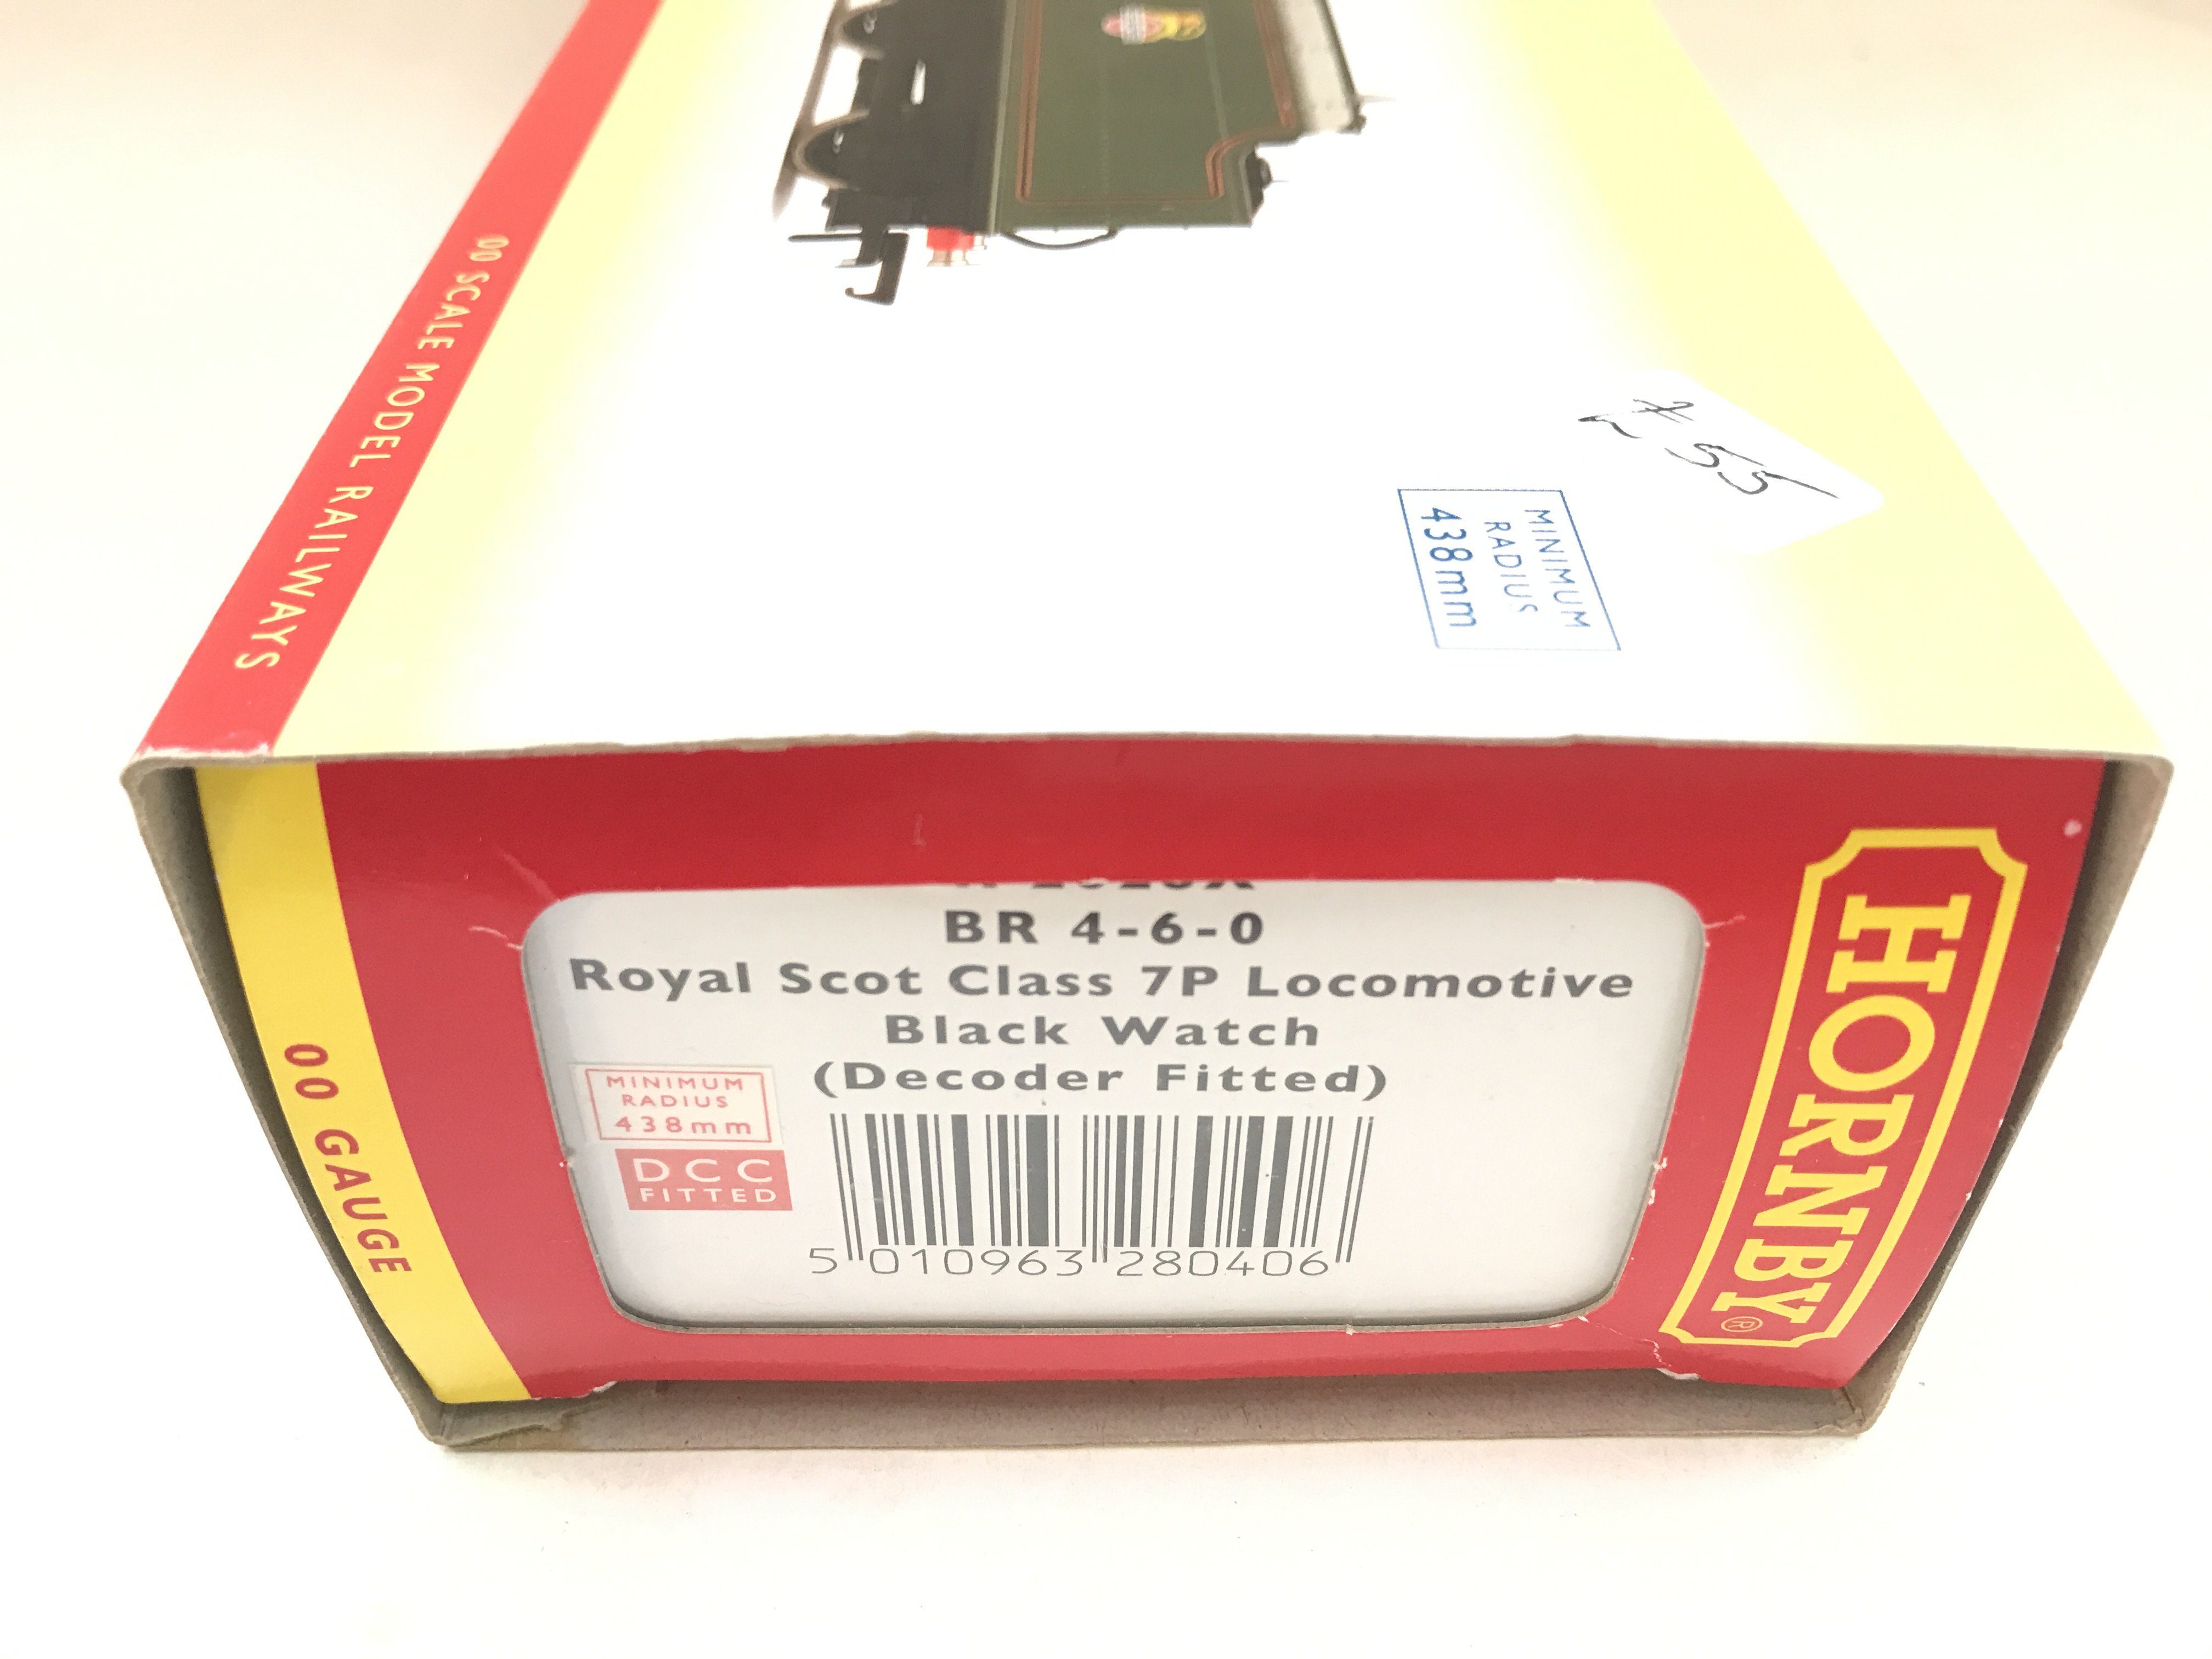 00 SCALE MODEL RAILWAYS
£55
MINIMUM
RADIUS
438mm
BR 4-6-0
Royal Scot Class 7P Locomotive
Black Watch
(Decoder Fitted)
MINIMUM
RADIUS
438mm
DCC
FITTED
5 010963 280406
00 GAUGE
HORNBY®